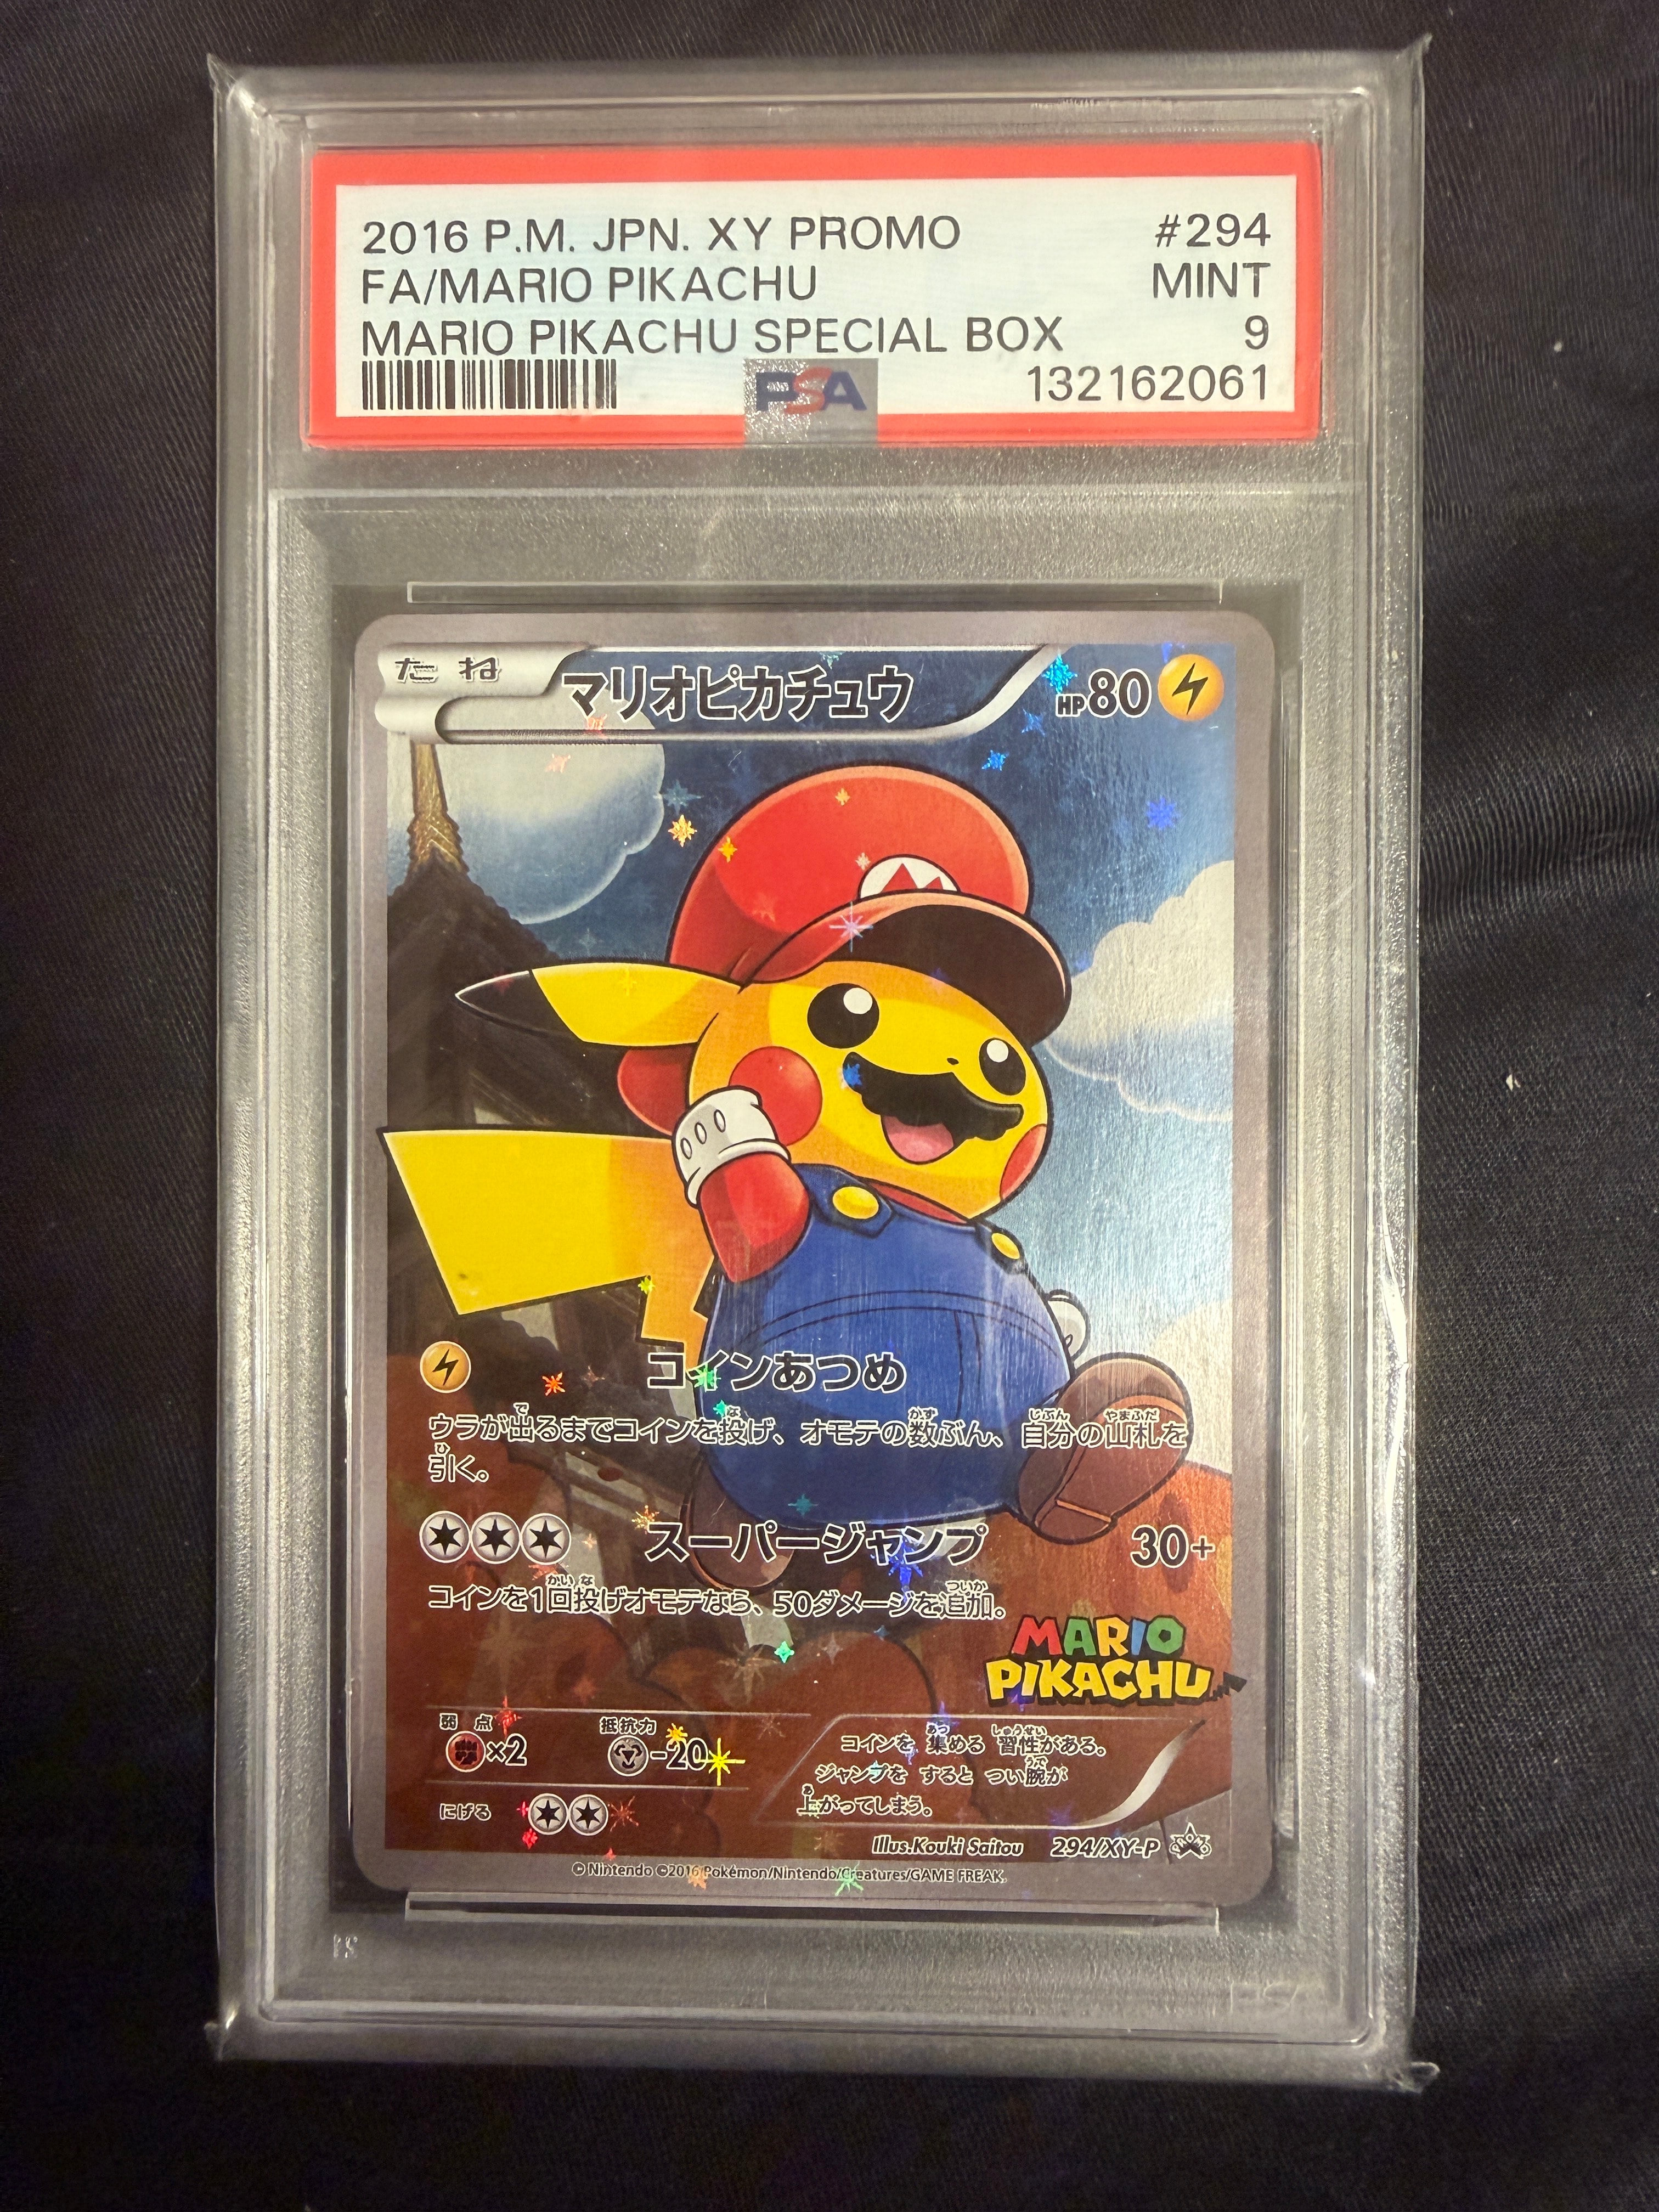 2016 P.M. JPN. XY PROMO #294
FA/MARIO PIKACHU MINT
MARIO PIKACHU SPECIAL BOX 9
PSA 132162061
たね マリオピカチュウ HP80
M
コインあつめ
ウラが出るまでコインを投げ、オモテの数ぶん、自分の山札を
引く。
スーパージャンプ 30+
コインを1回投げオモテなら、50ダメージを追加。
MARIO
PIKACHU
弱点 ×2 抵抗力 -20
にげる
コインを 集める 習性がある。
ジャンプを すると つい腕が
上がってしまう。
Illus.Kouki Saitou 294/XY-P PROMO
© Nintendo ©2016 Pokémon/Nintendo/Creatures/GAME FREAK.